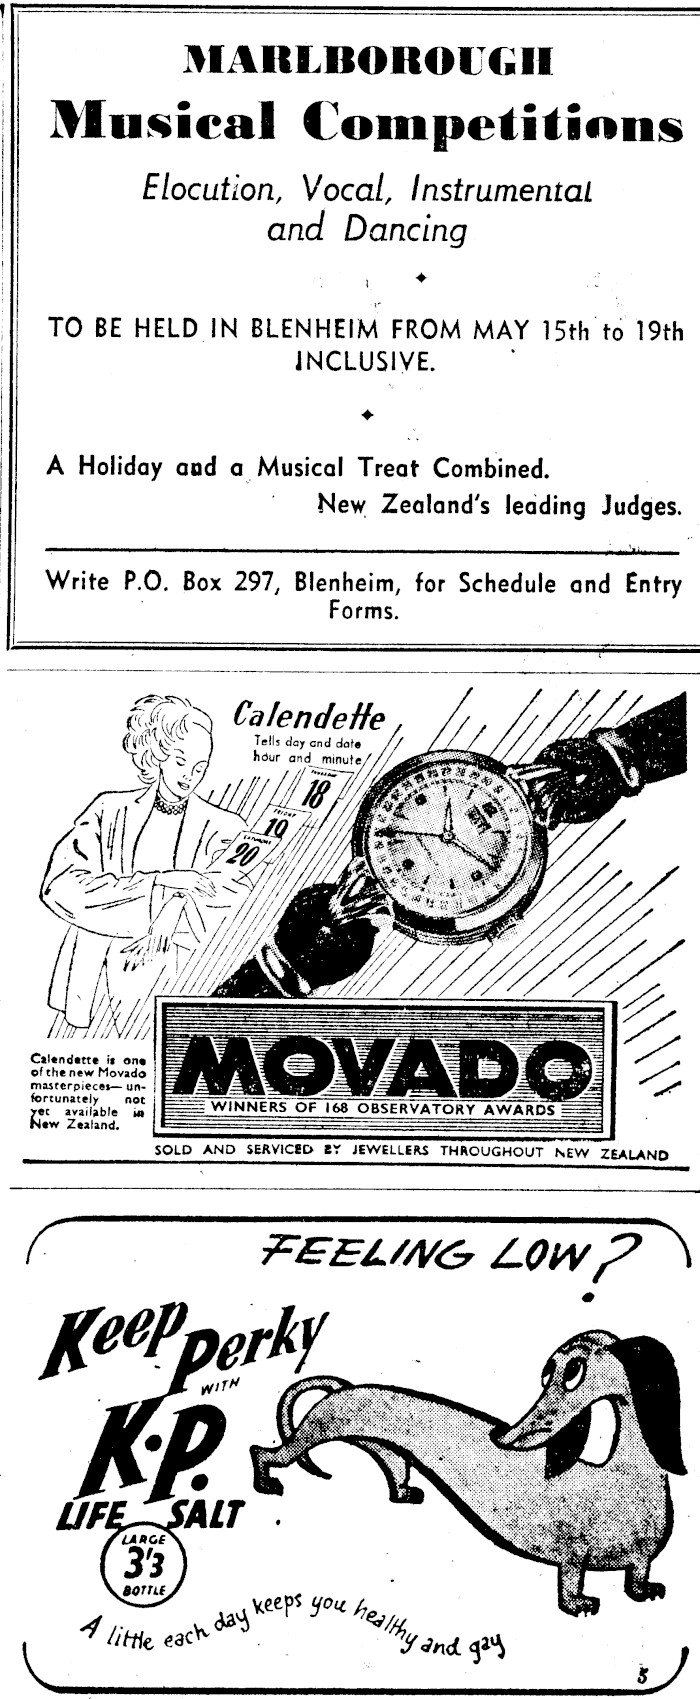 MARLBOROUGH
Musical Competitions
Elocution, Vocal, Instrumental
and Dancing
TO BE HELD IN BLENHEIM FROM MAY 15th to 19th
INCLUSIVE.
A Holiday and a Musical Treat Combined.
New Zealand's leading Judges.
Write P.O. Box 297, Blenheim, for Schedule and Entry
Forms.
Calendette
Tells day and date
hour and minute
THURSDAY
18
FRIDAY
19
SATURDAY
20
MOVADO
WINNERS OF 168 OBSERVATORY AWARDS
Calendette is one
of the new Movado
masterpieces—un-
fortunately not
yet available in
New Zealand.
SOLD AND SERVICED BY JEWELLERS THROUGHOUT NEW ZEALAND
FEELING LOW?
Keep Perky
WITH
K.P.
LIFE SALT
LARGE
3'3
BOTTLE
A little each day keeps you healthy and gay
5